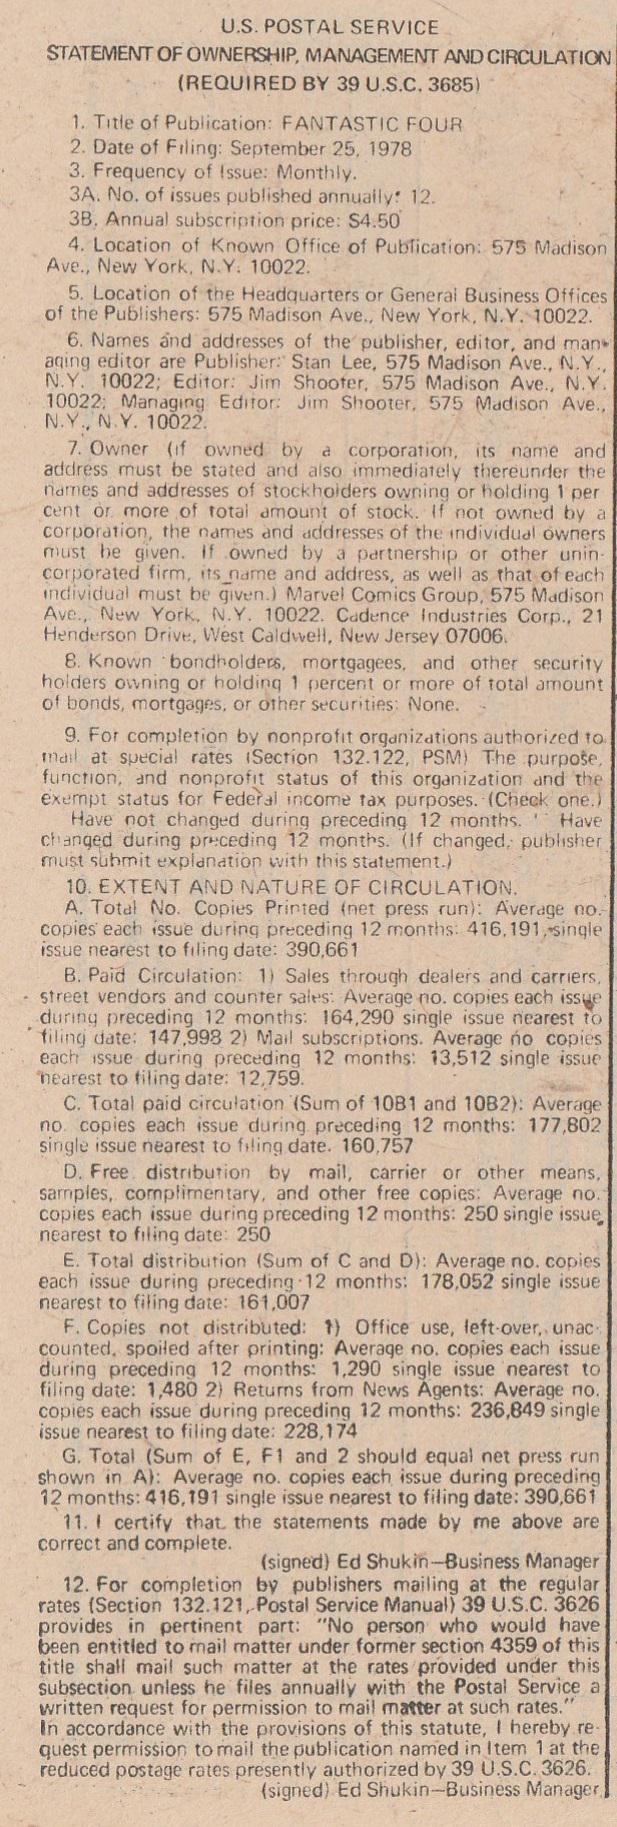 U.S. POSTAL SERVICE
STATEMENT OF OWNERSHIP, MANAGEMENT AND CIRCULATION
(REQUIRED BY 39 U.S.C. 3685)
1. Title of Publication: FANTASTIC FOUR
2. Date of Filing: September 25, 1978
3. Frequency of Issue: Monthly.
3A. No. of issues published annually: 12.
3B. Annual subscription price: $4.50
4. Location of Known Office of Publication: 575 Madison
Ave., New York, N.Y. 10022.
5. Location of the Headquarters or General Business Offices
of the Publishers: 575 Madison Ave., New York, N.Y. 10022.
6. Names and addresses of the publisher, editor, and man-
aging editor are Publisher: Stan Lee, 575 Madison Ave., N.Y.,
N.Y. 10022; Editor: Jim Shooter, 575 Madison Ave., N.Y.
10022; Managing Editor: Jim Shooter, 575 Madison Ave.,
N.Y., N.Y. 10022.
7. Owner (if owned by a corporation, its name and
address must be stated and also immediately thereunder the
names and addresses of stockholders owning or holding 1 per
cent or more of total amount of stock. If not owned by a
corporation, the names and addresses of the individual owners
must be given. If owned by a partnership or other unin-
corporated firm, its name and address, as well as that of each
individual must be given.) Marvel Comics Group, 575 Madison
Ave., New York, N.Y. 10022. Cadence Industries Corp., 21
Henderson Drive, West Caldwell, New Jersey 07006.
8. Known bondholders, mortgagees, and other security
holders owning or holding 1 percent or more of total amount
of bonds, mortgages, or other securities: None.
9. For completion by nonprofit organizations authorized to
mail at special rates (Section 132.122, PSM) The purpose,
function, and nonprofit status of this organization and the
exempt status for Federal income tax purposes. (Check one.)
Have not changed during preceding 12 months. Have
changed during preceding 12 months. (If changed, publisher
must submit explanation with this statement.)
10. EXTENT AND NATURE OF CIRCULATION.
A. Total No. Copies Printed (net press run): Average no.
copies each issue during preceding 12 months: 416,191, single
issue nearest to filing date: 390,661
B. Paid Circulation: 1) Sales through dealers and carriers,
street vendors and counter sales: Average no. copies each issue
during preceding 12 months: 164,290 single issue nearest to
filing date: 147,998 2) Mail subscriptions. Average no copies
each issue during preceding 12 months: 13,512 single issue
nearest to filing date: 12,759.
C. Total paid circulation (Sum of 10B1 and 10B2): Average
no. copies each issue during preceding 12 months: 177,802
single issue nearest to filing date. 160,757
D. Free distribution by mail, carrier or other means,
samples, complimentary, and other free copies: Average no.
copies each issue during preceding 12 months: 250 single issue
nearest to filing date: 250
E. Total distribution (Sum of C and D): Average no. copies
each issue during preceding 12 months: 178,052 single issue
nearest to filing date: 161,007
F. Copies not distributed: 1) Office use, left-over, unac-
counted, spoiled after printing: Average no. copies each issue
during preceding 12 months: 1,290 single issue nearest to
filing date: 1,480 2) Returns from News Agents: Average no.
copies each issue during preceding 12 months: 236,849 single
issue nearest to filing date: 228,174
G. Total (Sum of E, F1 and 2 should equal net press run
shown in A): Average no. copies each issue during preceding
12 months: 416,191 single issue nearest to filing date: 390,661
11. I certify that the statements made by me above are
correct and complete.
(signed) Ed Shukin—Business Manager
12. For completion by publishers mailing at the regular
rates (Section 132.121, Postal Service Manual) 39 U.S.C. 3626
provides in pertinent part: "No person who would have
been entitled to mail matter under former section 4359 of this
title shall mail such matter at the rates provided under this
subsection unless he files annually with the Postal Service a
written request for permission to mail matter at such rates."
In accordance with the provisions of this statute, I hereby re-
quest permission to mail the publication named in Item 1 at the
reduced postage rates presently authorized by 39 U.S.C. 3626.
(signed) Ed Shukin—Business Manager